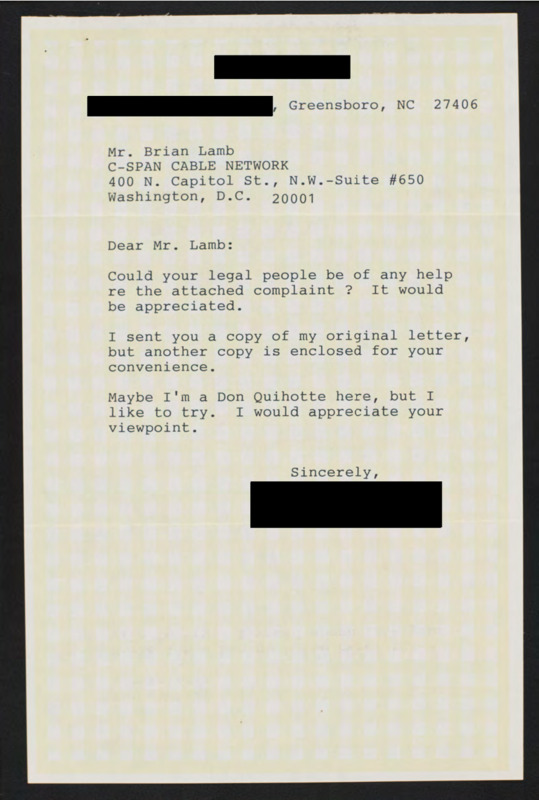 , Greensboro, NC 27406
Mr. Brian Lamb
C-SPAN CABLE NETWORK
400 N. Capitol St., N.W.-Suite #650
Washington, D.C. 20001
Dear Mr. Lamb:
Could your legal people be of any help
re the attached complaint ? It would
be appreciated.
I sent you a copy of my original letter,
but another copy is enclosed for your
convenience.
Maybe I'm a Don Quihotte here, but I
like to try. I would appreciate your
viewpoint.
Sincerely,